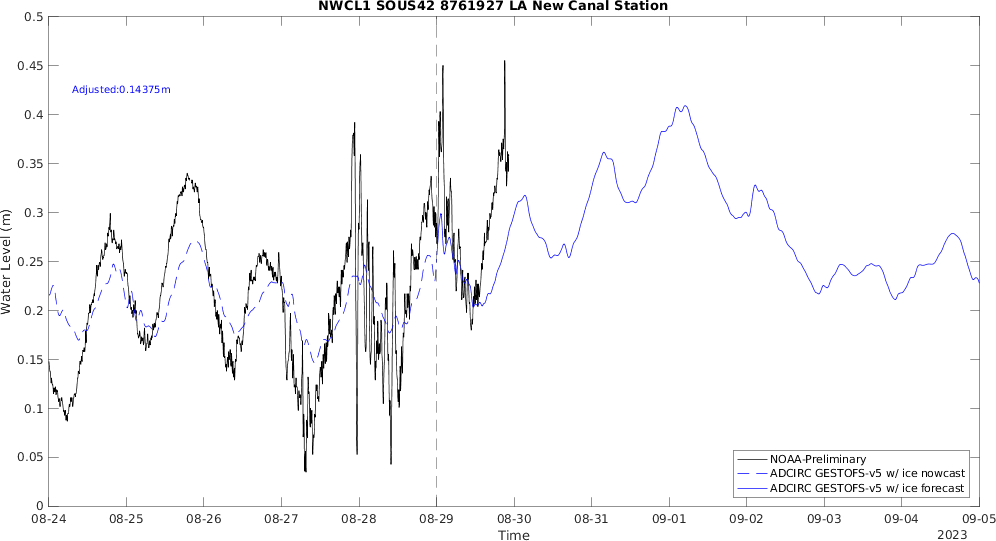 NWCL1 SOUS42 8761927 LA New Canal Station
0.5
0.45
0.4
0.35
0.3
0.25
0.2
0.15
0.1
0.05
0
Water Level (m)
Adjusted:0.14375m
NOAA-Preliminary
ADCIRC GESTOFS-v5 w/ ice nowcast
ADCIRC GESTOFS-v5 w/ ice forecast
08-24 08-25 08-26 08-27 08-28 08-29 08-30 08-31 09-01 09-02 09-03 09-04 09-05
Time
2023